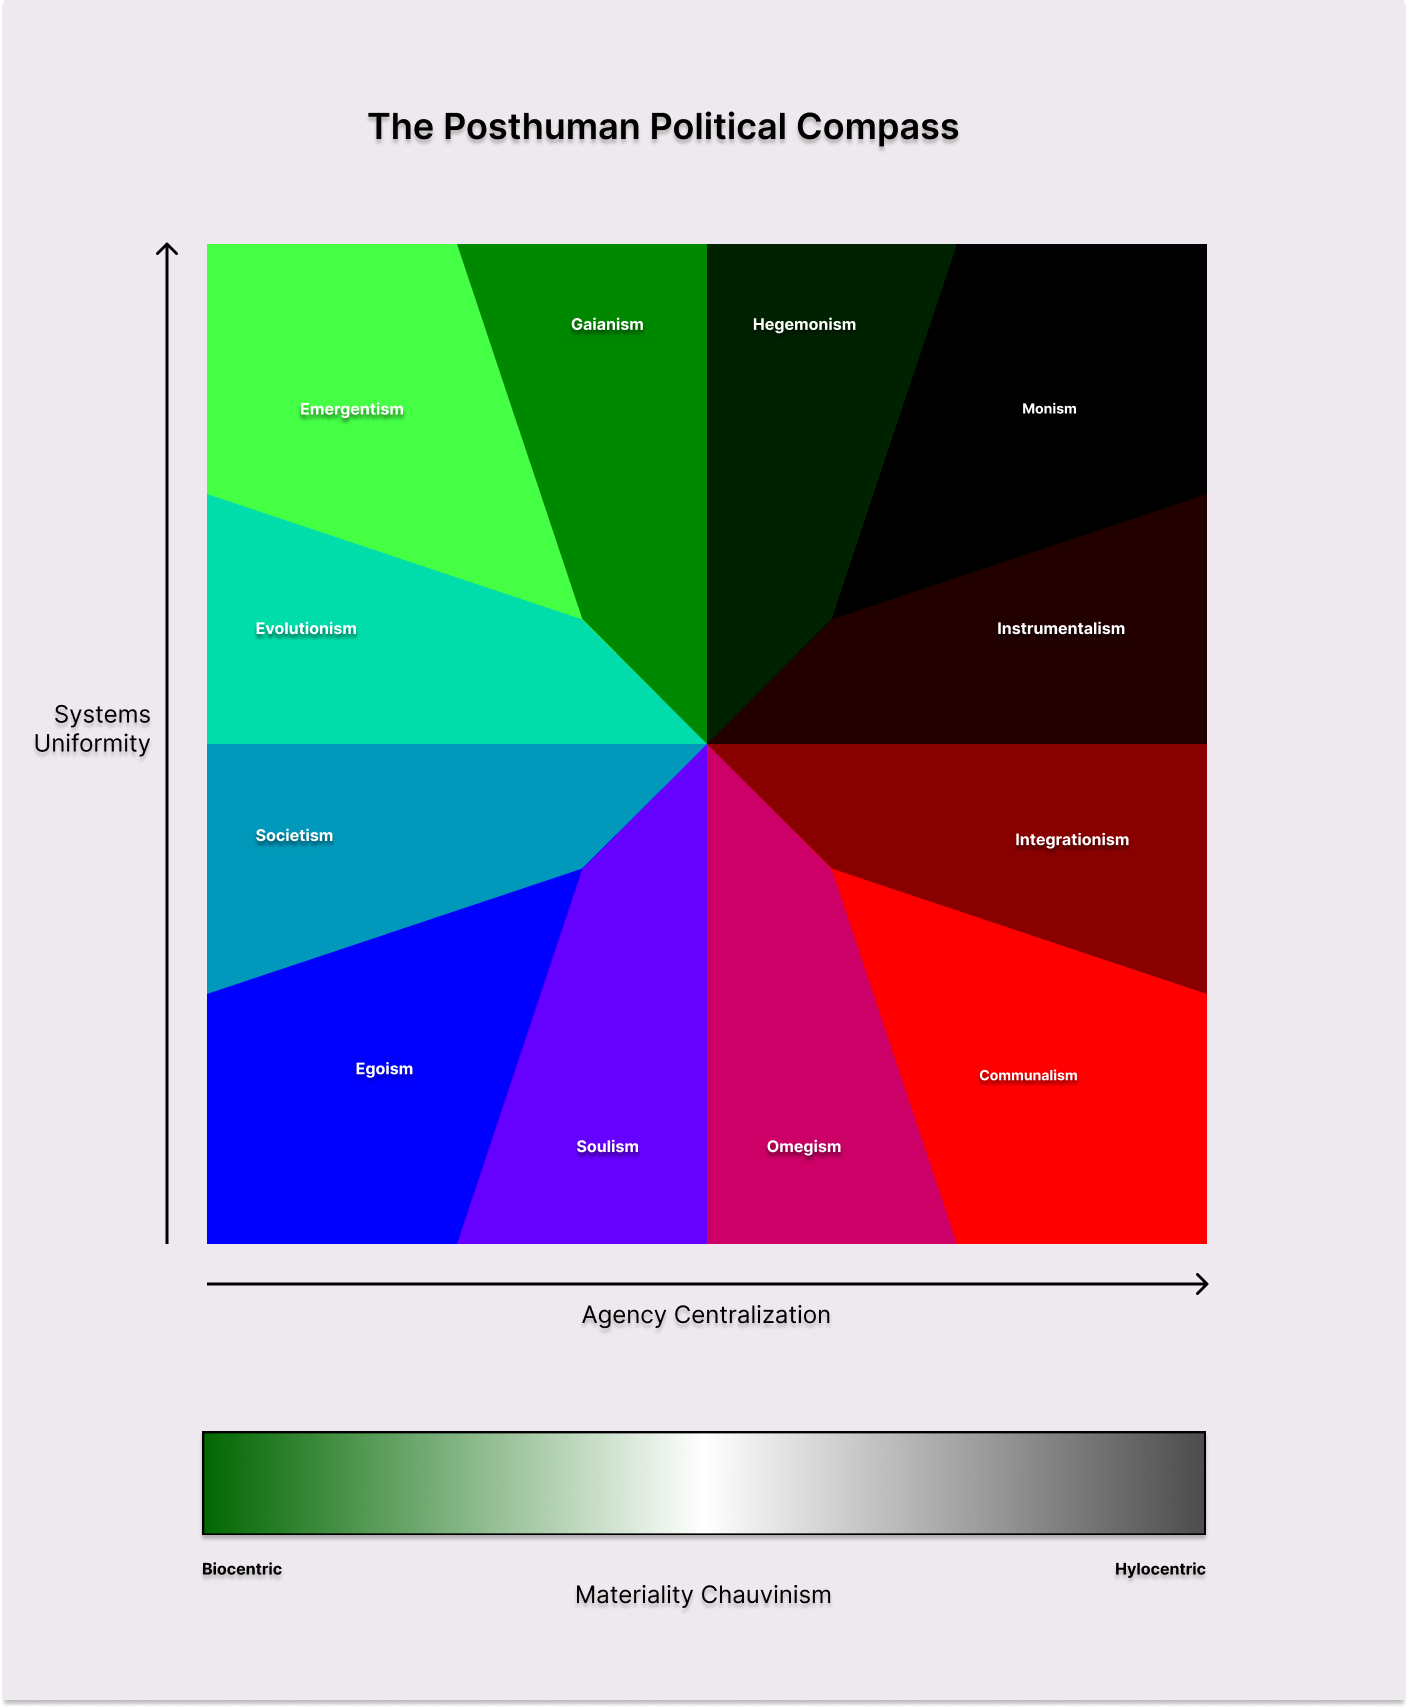 The Posthuman Political Compass
Gaianism
Hegemonism
Emergentism
Monism
Evolutionism
Instrumentalism
Systems
Uniformity
Societism
Integrationism
Egoism
Communalism
Soulism
Omegism
Agency Centralization
Biocentric
Hylocentric
Materiality Chauvinism